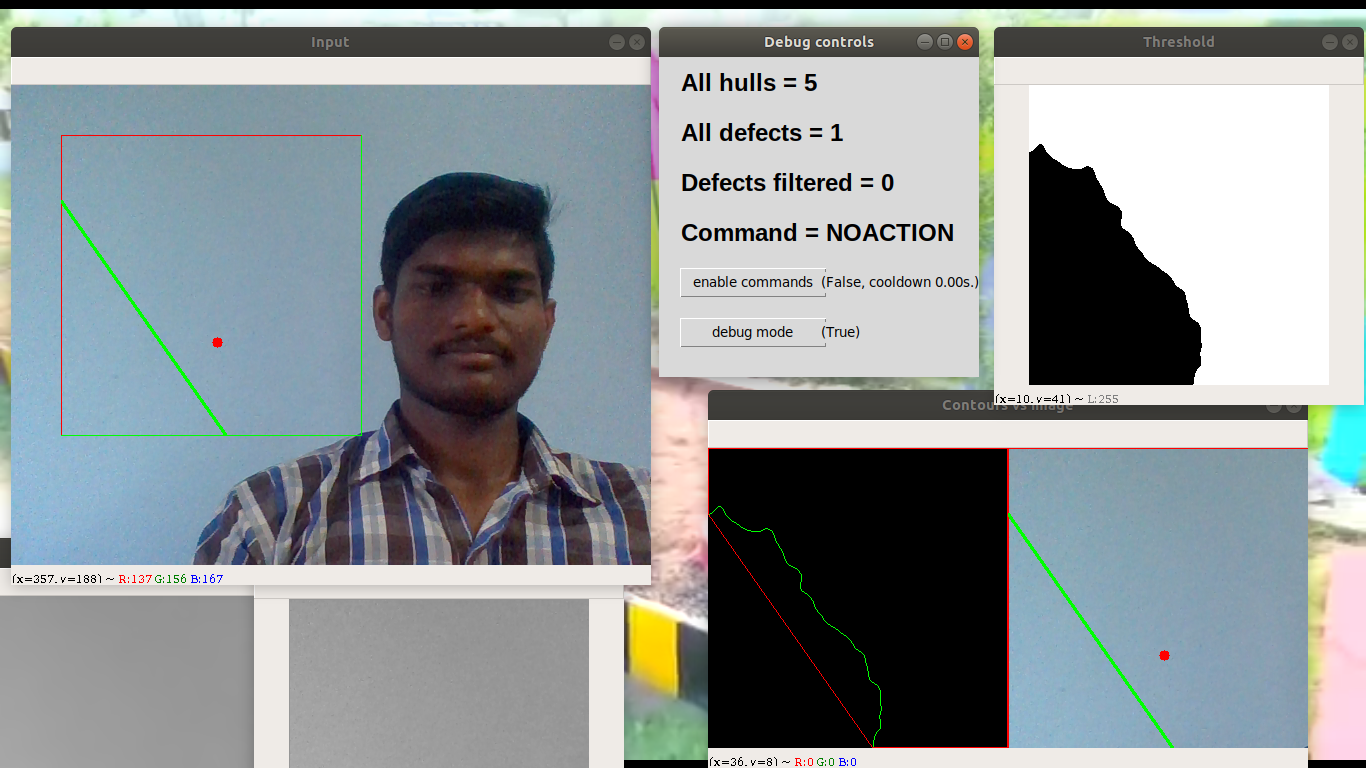 Input
(x=357, y=188) ~ R:137 G:156 B:167
Debug controls
All hulls = 5
All defects = 1
Defects filtered = 0
Command = NOACTION
enable commands (False, cooldown 0.00s.)
debug mode (True)
Threshold
(x=10, y=41) ~ L:255
Contours vs image
(x=36, y=8) ~ R:0 G:0 B:0